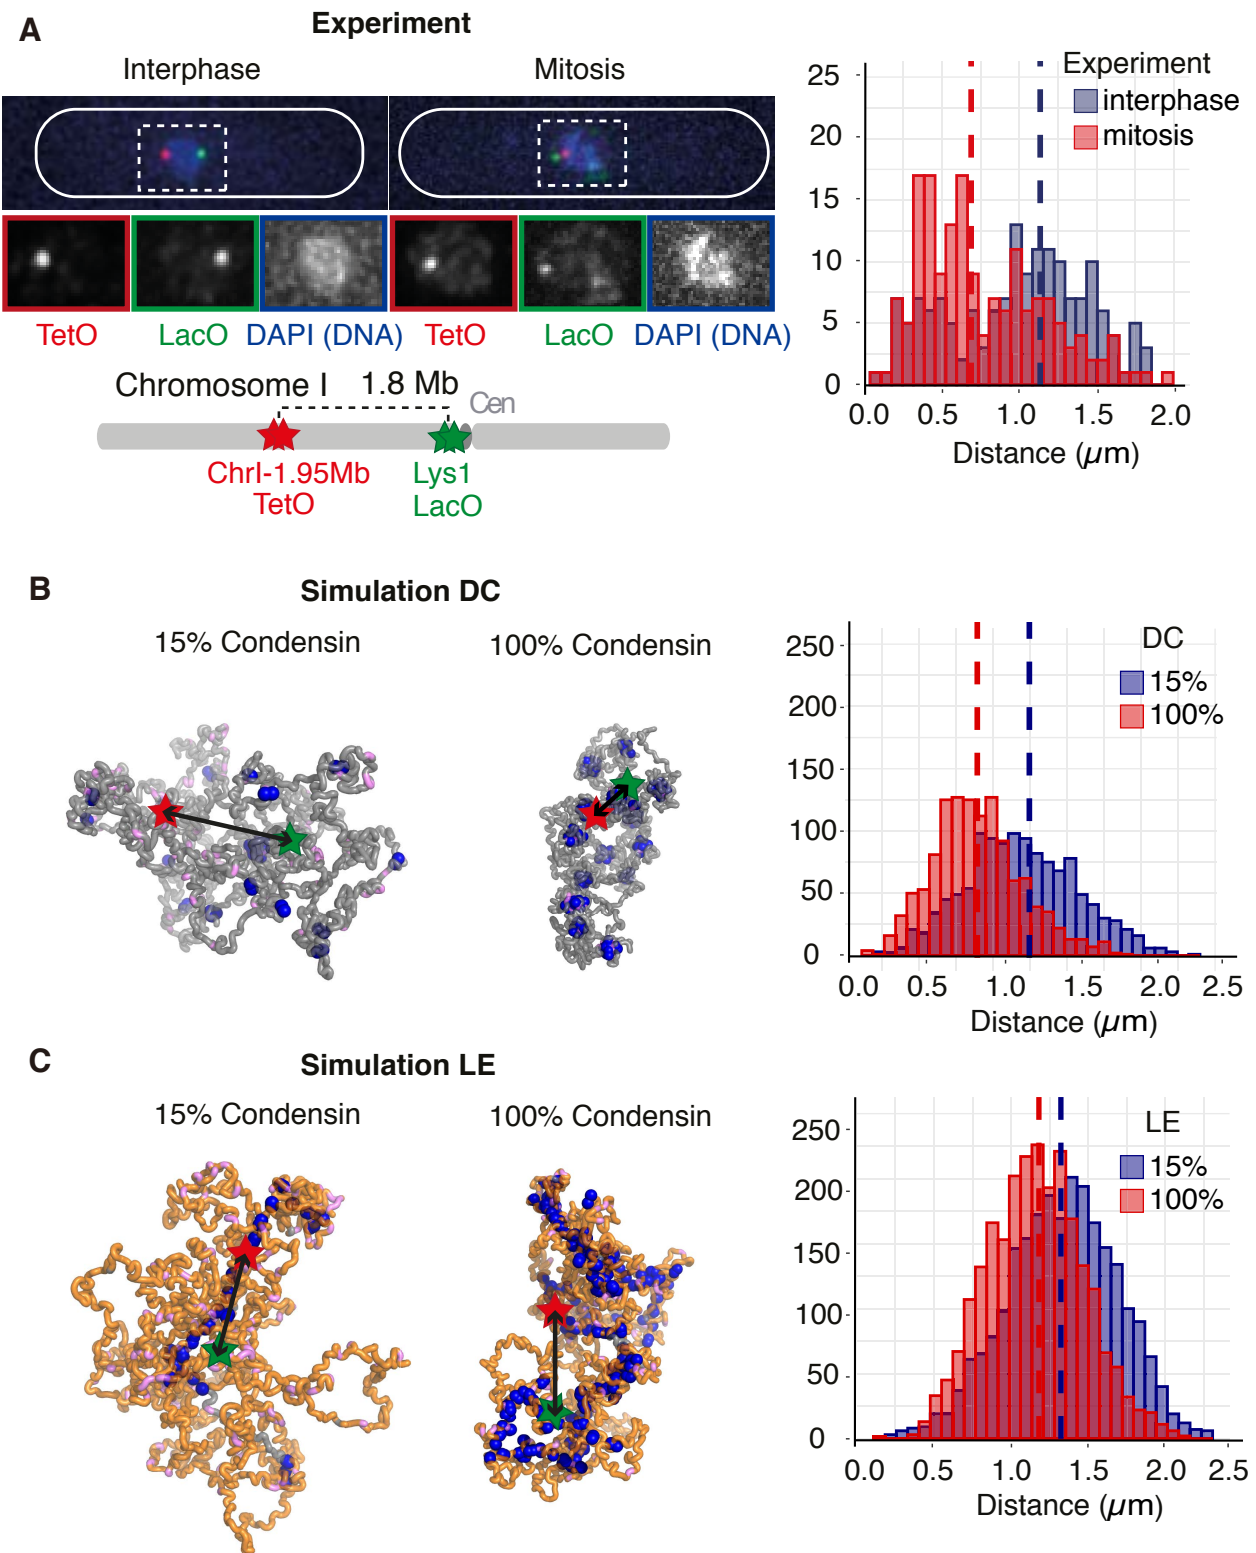 A
Experiment
Interphase
Mitosis
TetO
LacO
DAPI (DNA)
TetO
LacO
DAPI (DNA)
Chromosome I
1.8 Mb
Cen
ChrI-1.95Mb
TetO
Lys1
LacO
Experiment
interphase
mitosis
25
20
15
10
5
0
0.0 0.5 1.0 1.5 2.0
Distance (µm)
B
Simulation DC
15% Condensin
100% Condensin
DC
15%
100%
250
200
150
100
50
0
0.0 0.5 1.0 1.5 2.0 2.5
Distance (µm)
C
Simulation LE
15% Condensin
100% Condensin
LE
15%
100%
250
200
150
100
50
0
0.0 0.5 1.0 1.5 2.0 2.5
Distance (µm)